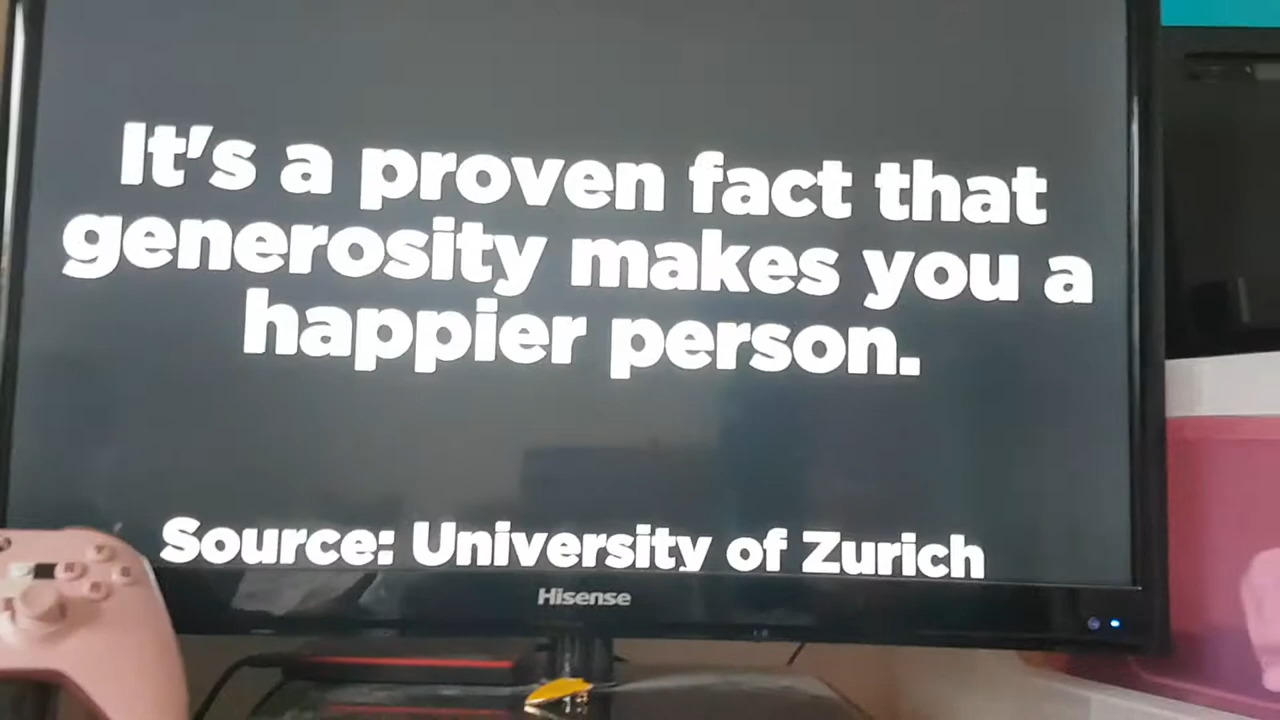 It's a proven fact that
generosity makes you a
happier person.
Source: University of Zurich
Hisense